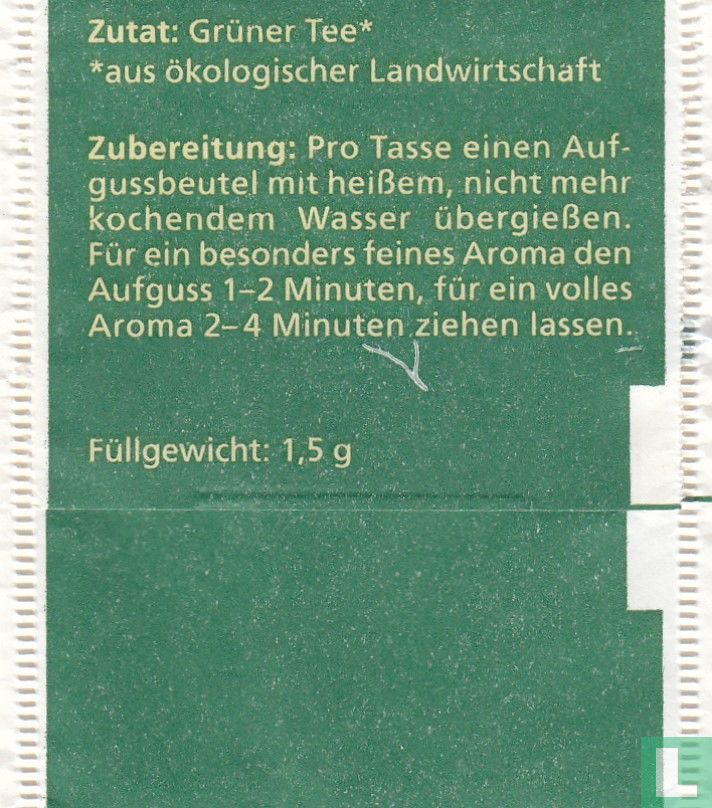 Zutat: Grüner Tee*
*aus ökologischer Landwirtschaft
Zubereitung: Pro Tasse einen Auf-
gussbeutel mit heißem, nicht mehr
kochendem Wasser übergießen.
Für ein besonders feines Aroma den
Aufguss 1–2 Minuten, für ein volles
Aroma 2–4 Minuten ziehen lassen.
Füllgewicht: 1,5 g
L